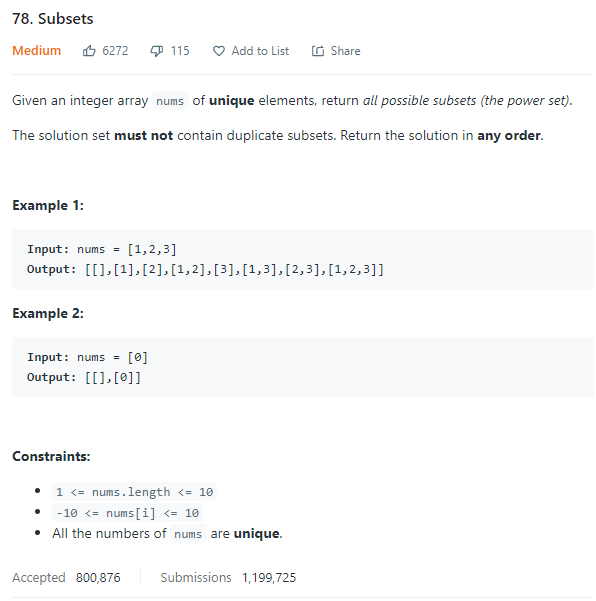 78. Subsets
Medium 6272 115 Add to List Share
Given an integer array nums of unique elements, return all possible subsets (the power set).
The solution set must not contain duplicate subsets. Return the solution in any order.
Example 1:
Input: nums = [1,2,3]
Output: [[],[1],[2],[1,2],[3],[1,3],[2,3],[1,2,3]]
Example 2:
Input: nums = [0]
Output: [[],[0]]
Constraints:
• 1 <= nums.length <= 10
• -10 <= nums[i] <= 10
• All the numbers of nums are unique.
Accepted 800,876 Submissions 1,199,725